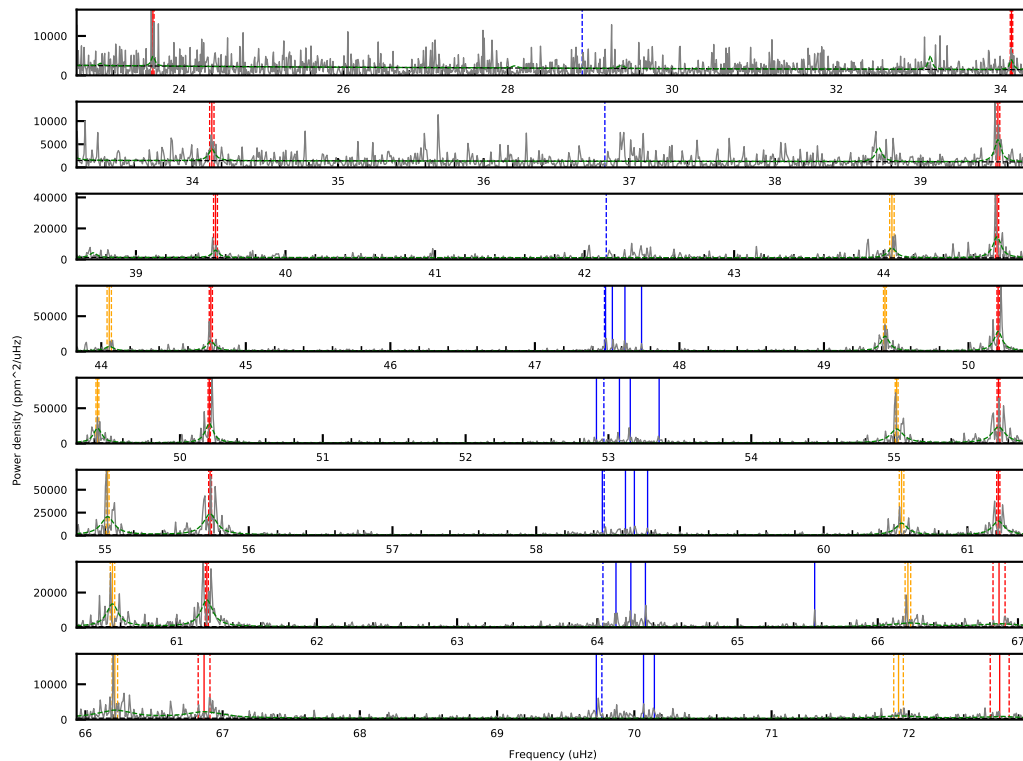 10000
0
24 26 28 30 32 34
10000
5000
0
34 35 36 37 38 39
40000
20000
0
39 40 41 42 43 44
50000
0
44 45 46 47 48 49 50
50000
0
50 51 52 53 54 55
50000
25000
0
55 56 57 58 59 60 61
20000
0
61 62 63 64 65 66 67
10000
0
66 67 68 69 70 71 72
Power density (ppm^2/uHz)
Frequency (uHz)